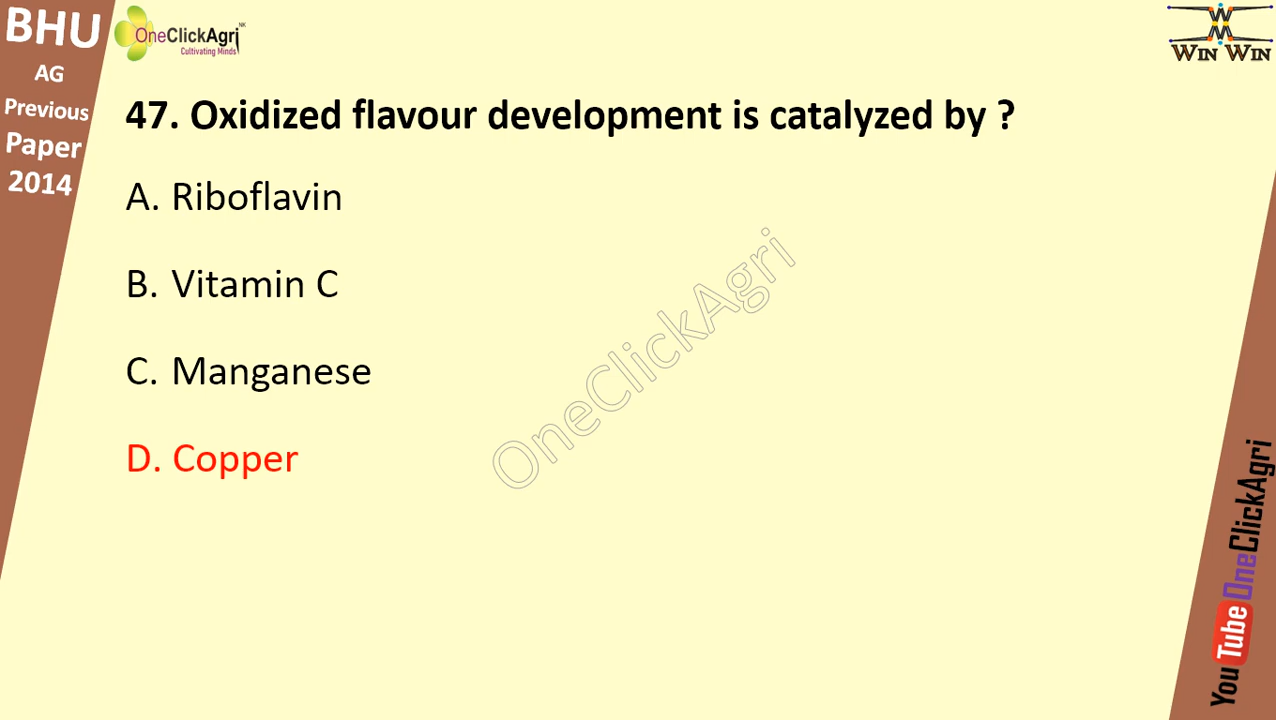 BHU
AG
Previous
Paper
2014
OneClickAgri NK
Cultivating Minds
WIN WIN
47. Oxidized flavour development is catalyzed by ?
A. Riboflavin
B. Vitamin C
C. Manganese
D. Copper
OneClickAgri
YouTube OneClickAgri